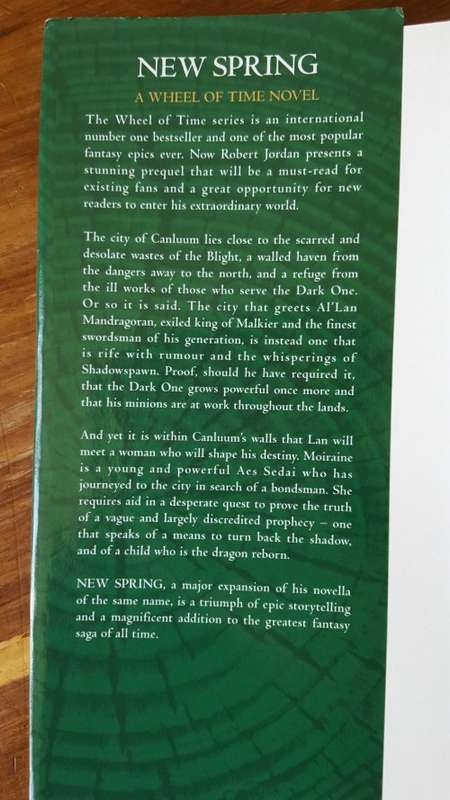 NEW SPRING
A WHEEL OF TIME NOVEL
The Wheel of Time series is an international
number one bestseller and one of the most popular
fantasy epics ever. Now Robert Jordan presents a
stunning prequel that will be a must-read for
existing fans and a great opportunity for new
readers to enter his extraordinary world.
The city of Canluum lies close to the scarred and
desolate wastes of the Blight, a walled haven from
the dangers away to the north, and a refuge from
the ill works of those who serve the Dark One.
Or so it is said. The city that greets Al'Lan
Mandragoran, exiled king of Malkier and the finest
swordsman of his generation, is instead one that
is rife with rumour and the whisperings of
Shadowspawn. Proof, should he have required it,
that the Dark One grows powerful once more and
that his minions are at work throughout the lands.
And yet it is within Canluum's walls that Lan will
meet a woman who will shape his destiny. Moiraine
is a young and powerful Aes Sedai who has
journeyed to the city in search of a bondsman. She
requires aid in a desperate quest to prove the truth
of a vague and largely discredited prophecy – one
that speaks of a means to turn back the shadow,
and of a child who is the dragon reborn.
NEW SPRING, a major expansion of his novella
of the same name, is a triumph of epic storytelling
and a magnificent addition to the greatest fantasy
saga of all time.